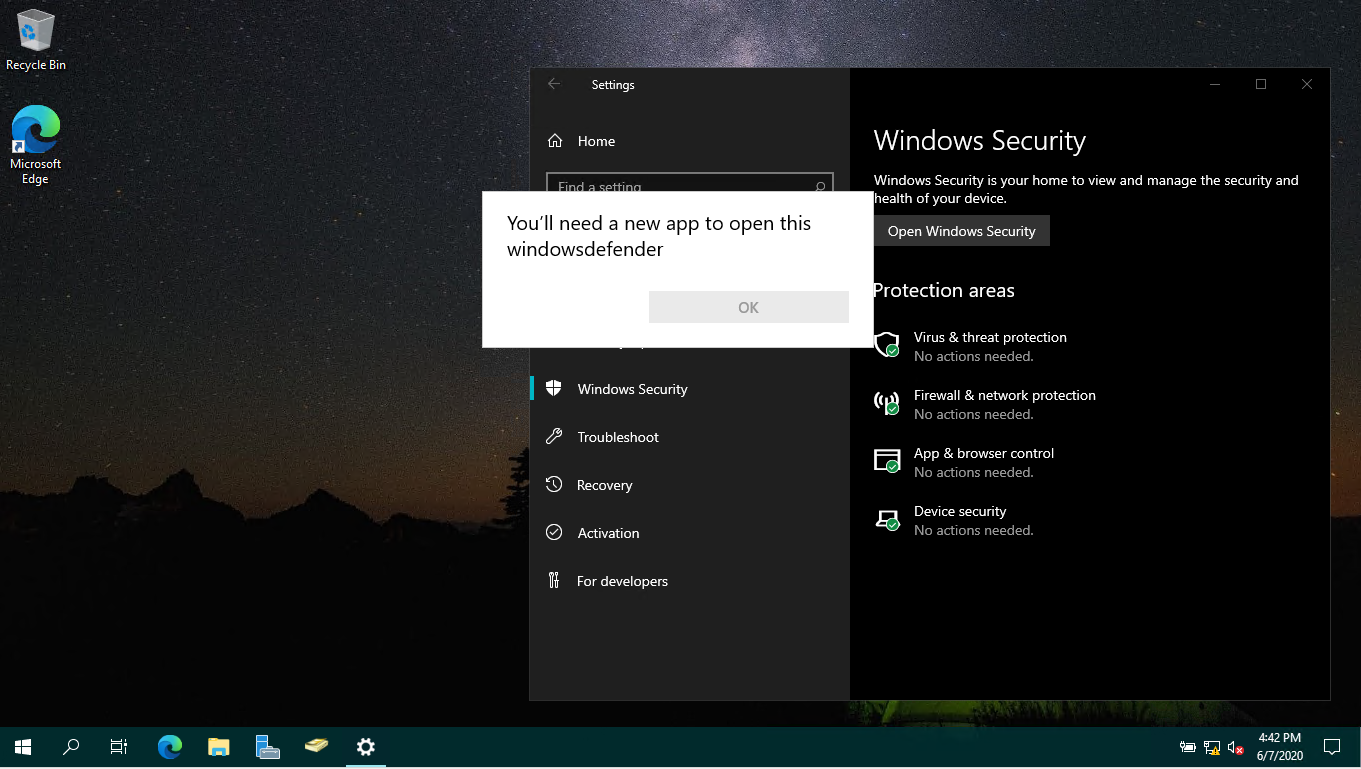 Recycle Bin
Microsoft
Edge
Settings
Home
Find a setting
You’ll need a new app to open this
windowsdefender
OK
Windows Security
Troubleshoot
Recovery
Activation
For developers
Windows Security
Windows Security is your home to view and manage the security and
health of your device.
Open Windows Security
Protection areas
Virus & threat protection
No actions needed.
Firewall & network protection
No actions needed.
App & browser control
No actions needed.
Device security
No actions needed.
4:42 PM
6/7/2020